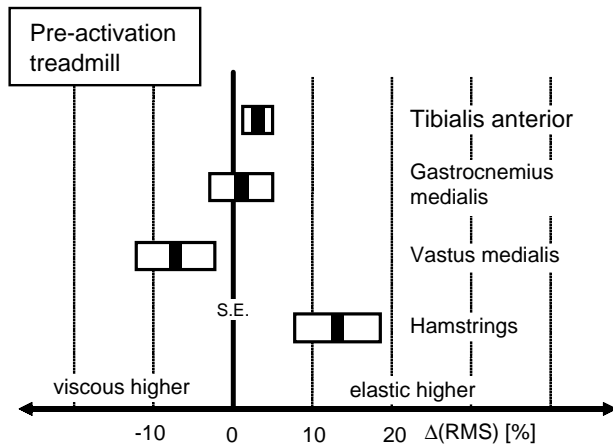 Pre-activation
treadmill
Tibialis anterior
Gastrocnemius
medialis
Vastus medialis
S.E.
Hamstrings
viscous higher
elastic higher
-10 0 10 20 Δ(RMS) [%]